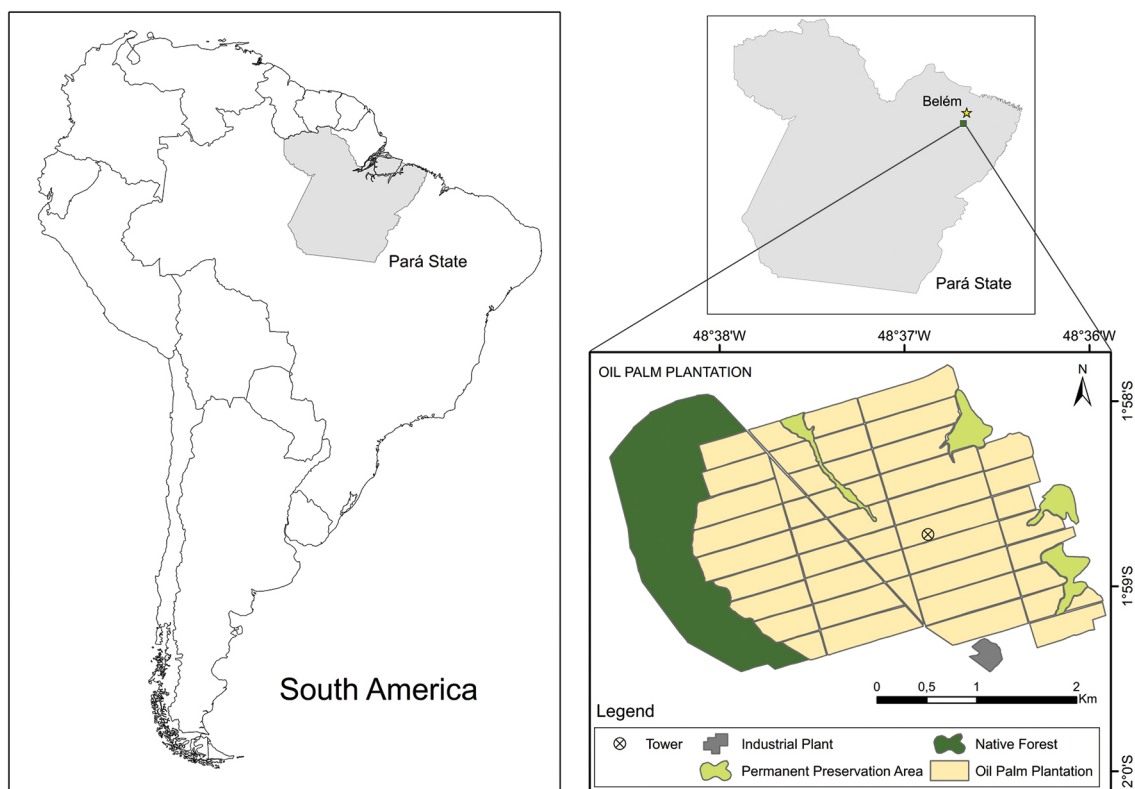 Pará State
South America
Belém
Pará State
48°38'W
48°37'W
48°36'W
OIL PALM PLANTATION
N
1°58'S
1°59'S
2°0'S
0
0,5
1
2
Km
Legend
Tower
Industrial Plant
Native Forest
Permanent Preservation Area
Oil Palm Plantation